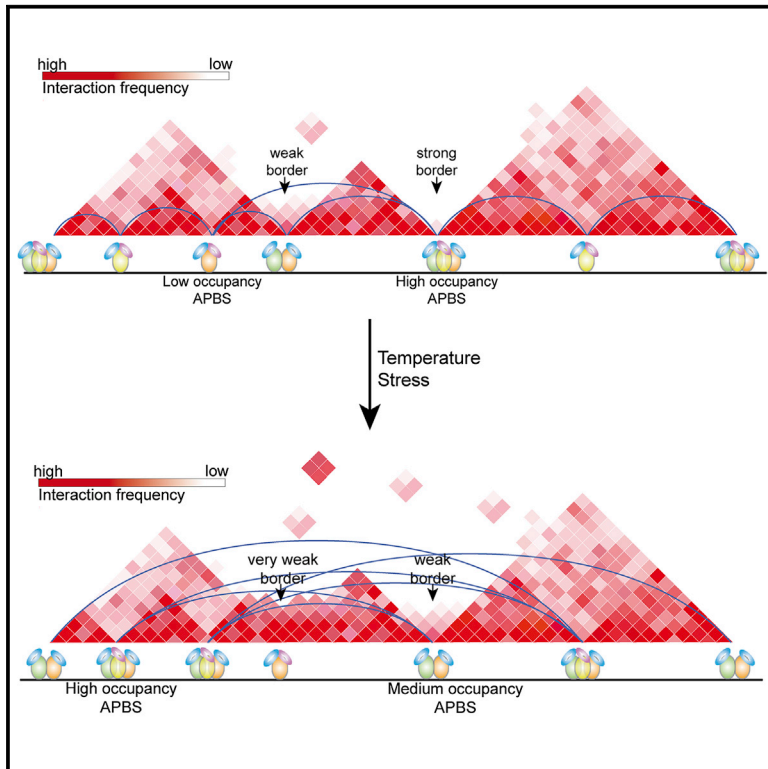 high low
Interaction frequency
weak
border
strong
border
Low occupancy
APBS
High occupancy
APBS
Temperature
Stress
high low
Interaction frequency
very weak
border
weak
border
High occupancy
APBS
Medium occupancy
APBS